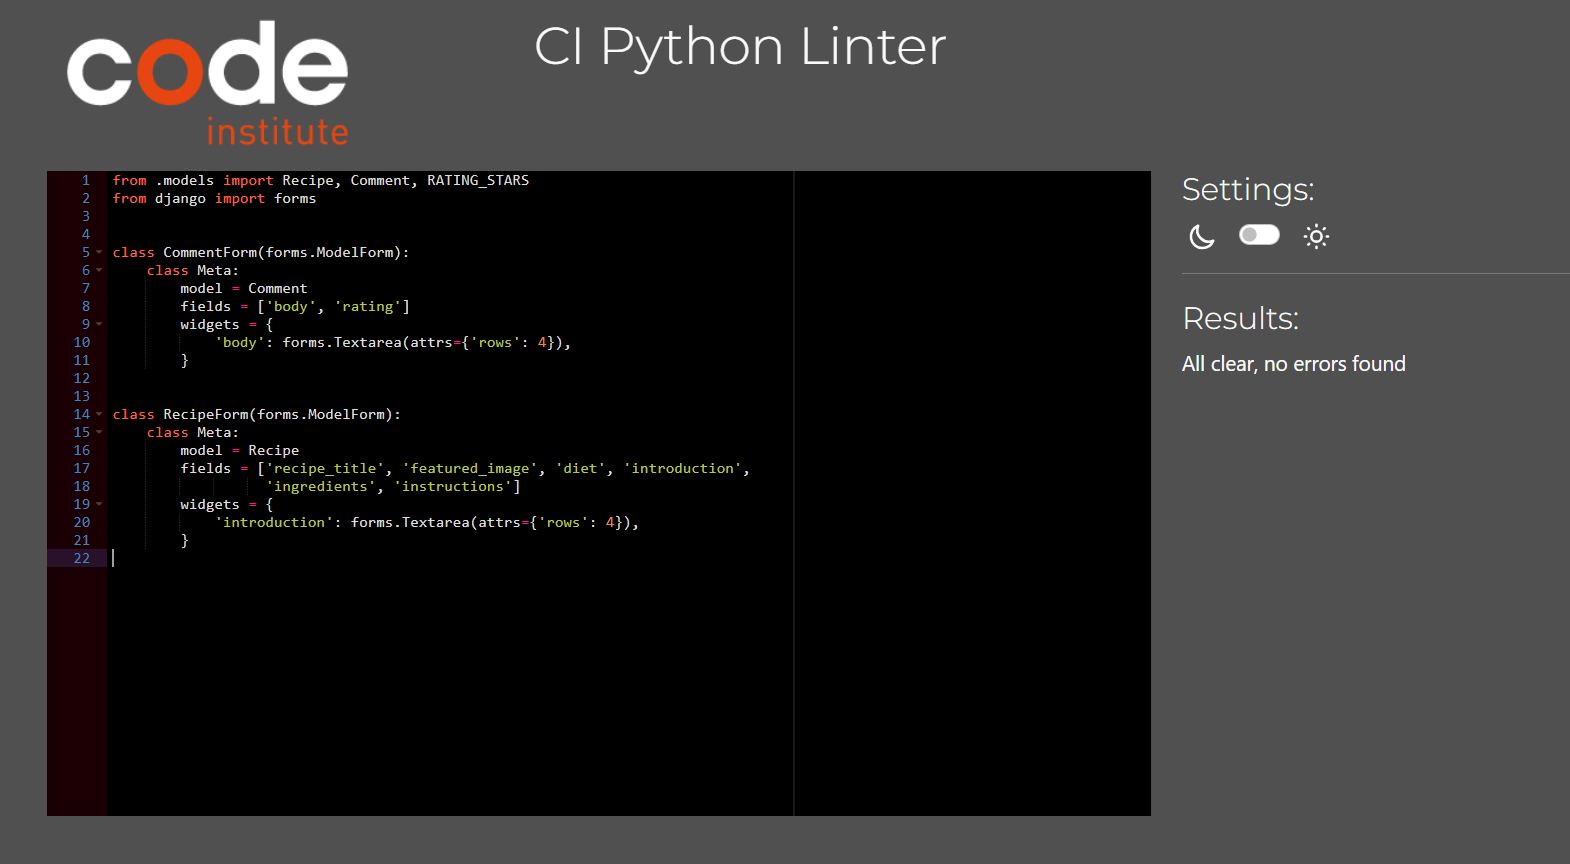 code
institute
CI Python Linter
1 from .models import Recipe, Comment, RATING_STARS
2 from django import forms
3
4
5 class CommentForm(forms.ModelForm):
6     class Meta:
7         model = Comment
8         fields = ['body', 'rating']
9         widgets = {
10             'body': forms.Textarea(attrs={'rows': 4}),
11         }
12
13
14 class RecipeForm(forms.ModelForm):
15     class Meta:
16         model = Recipe
17         fields = ['recipe_title', 'featured_image', 'diet', 'introduction',
18                   'ingredients', 'instructions']
19         widgets = {
20             'introduction': forms.Textarea(attrs={'rows': 4}),
21         }
22
Settings:
Results:
All clear, no errors found